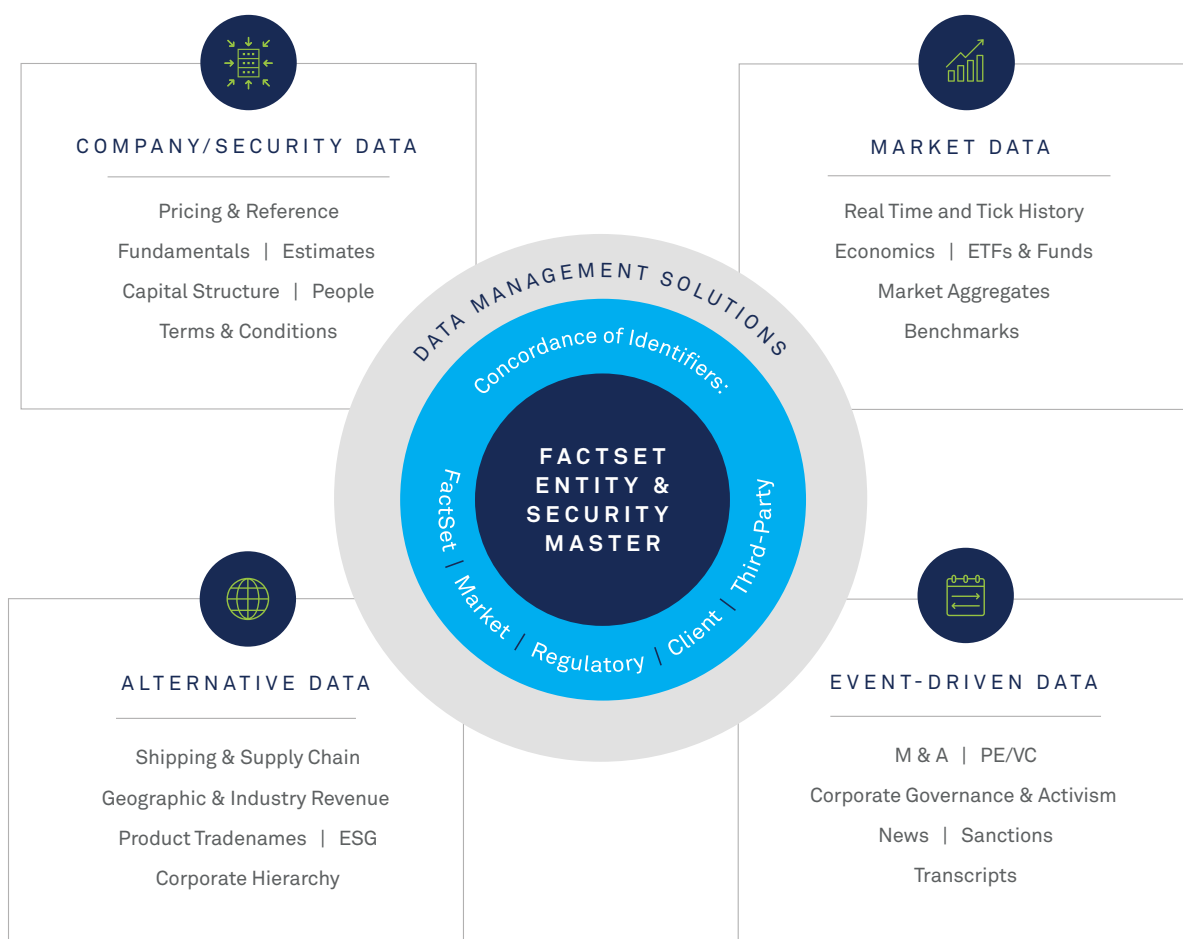 COMPANY/SECURITY DATA
Pricing & Reference
Fundamentals | Estimates
Capital Structure | People
Terms & Conditions
MARKET DATA
Real Time and Tick History
Economics | ETFs & Funds
Market Aggregates
Benchmarks
DATA MANAGEMENT SOLUTIONS
Concordance of Identifiers:
FactSet | Market | Regulatory | Client | Third-Party
FACTSET
ENTITY &
SECURITY
MASTER
ALTERNATIVE DATA
Shipping & Supply Chain
Geographic & Industry Revenue
Product Tradenames | ESG
Corporate Hierarchy
EVENT-DRIVEN DATA
M & A | PE/VC
Corporate Governance & Activism
News | Sanctions
Transcripts